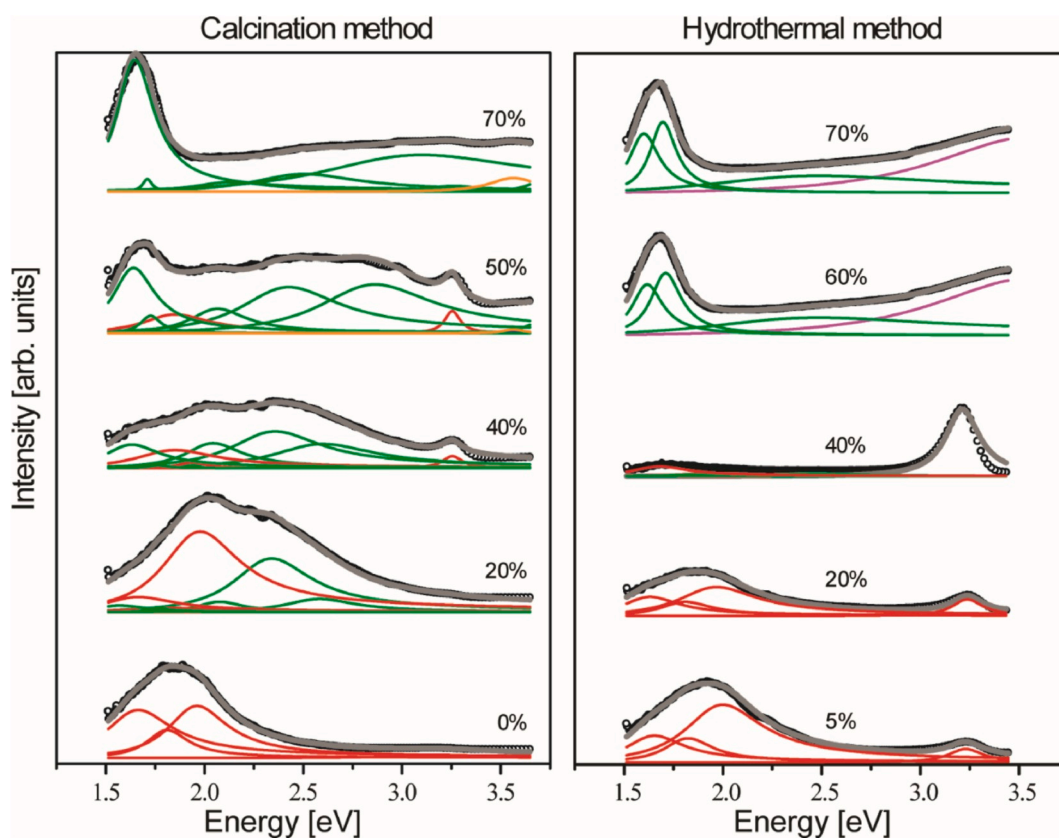 Calcination method
Hydrothermal method
Intensity [arb. units]
70%
50%
40%
20%
0%
70%
60%
40%
20%
5%
1.5 2.0 2.5 3.0 3.5
1.5 2.0 2.5 3.0 3.5
Energy [eV]
Energy [eV]